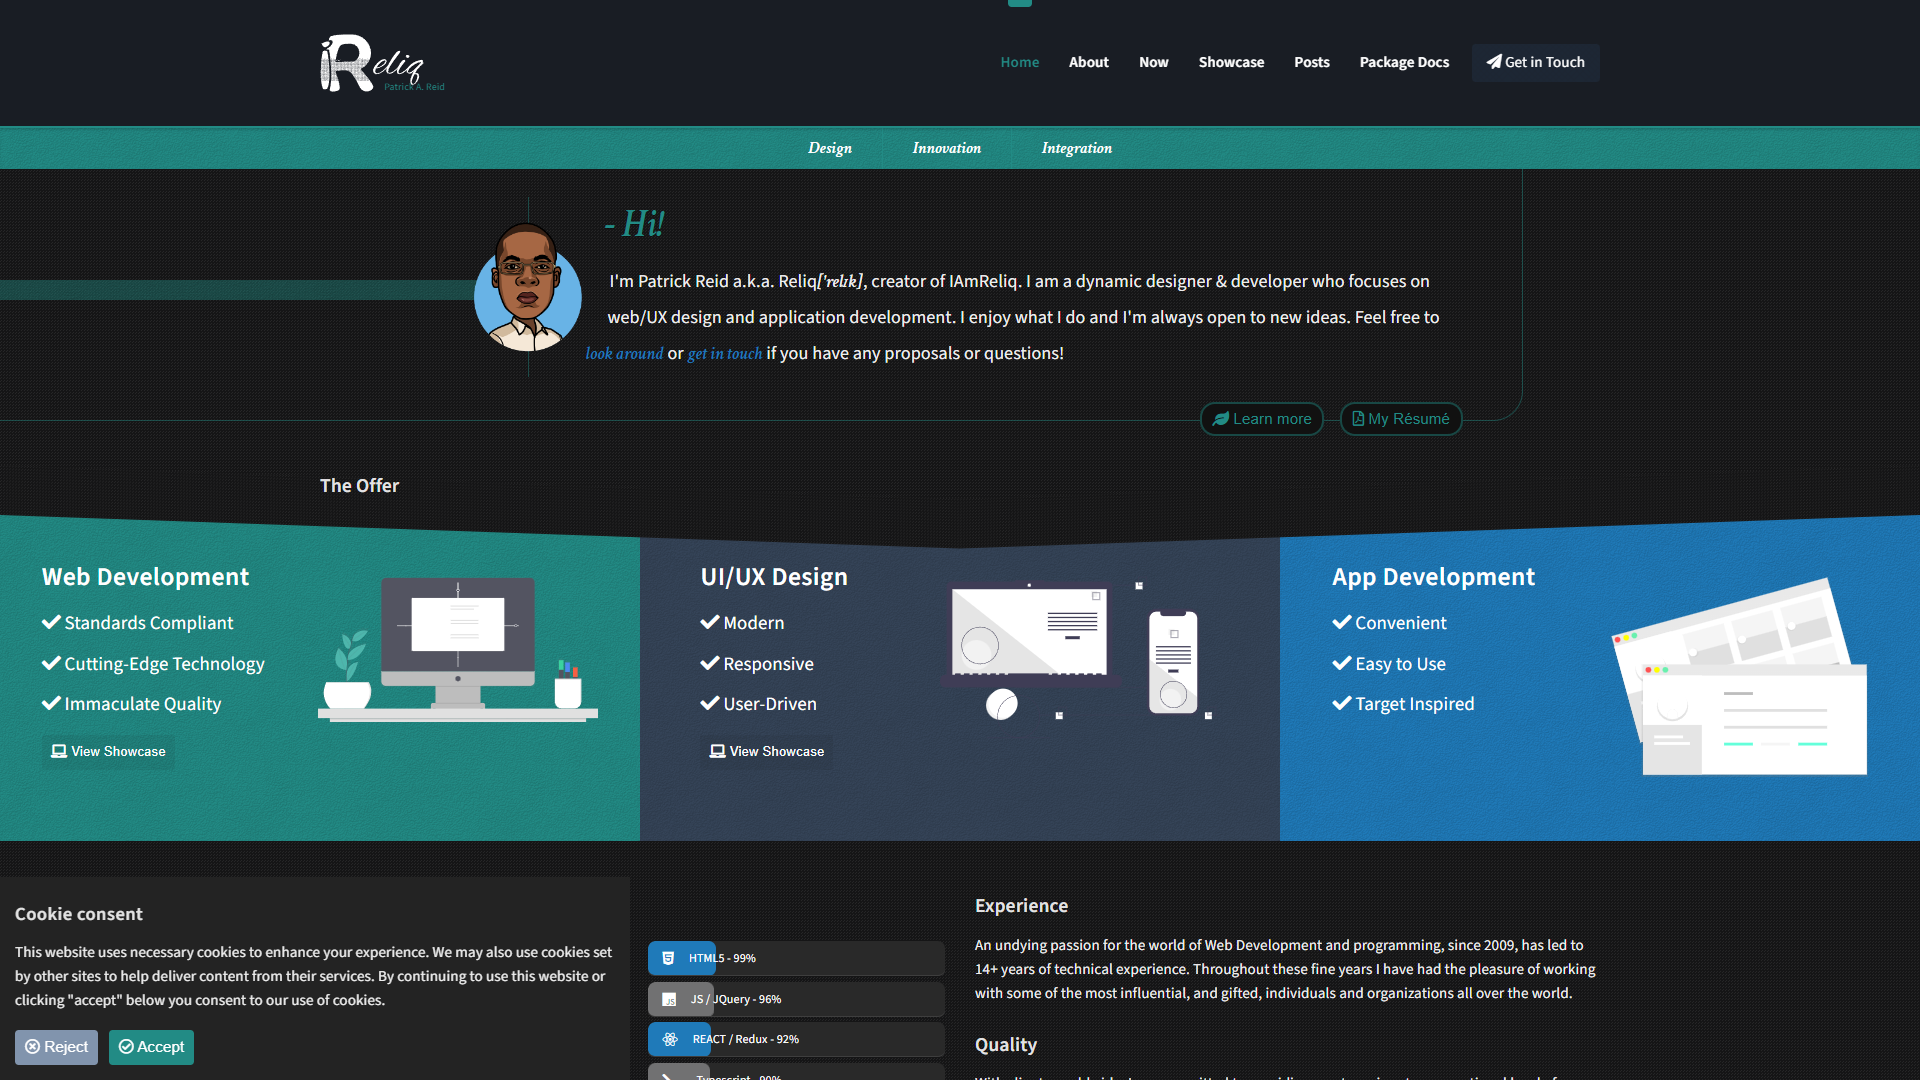 iReliq
Patrick A. Reid
Home
About
Now
Showcase
Posts
Package Docs
Get in Touch
Design
Innovation
Integration
- Hi!
I'm Patrick Reid a.k.a. Reliq['relɪk], creator of IAmReliq. I am a dynamic designer & developer who focuses on
web/UX design and application development. I enjoy what I do and I'm always open to new ideas. Feel free to
look around or get in touch if you have any proposals or questions!
Learn more
My Résumé
The Offer
Web Development
Standards Compliant
Cutting-Edge Technology
Immaculate Quality
View Showcase
UI/UX Design
Modern
Responsive
User-Driven
View Showcase
App Development
Convenient
Easy to Use
Target Inspired
Cookie consent
This website uses necessary cookies to enhance your experience. We may also use cookies set
by other sites to help deliver content from their services. By continuing to use this website or
clicking "accept" below you consent to our use of cookies.
Reject
Accept
HTML5 - 99%
JS / JQuery - 96%
REACT / Redux - 92%
Typescript - 90%
Experience
An undying passion for the world of Web Development and programming, since 2009, has led to
14+ years of technical experience. Throughout these fine years I have had the pleasure of working
with some of the most influential, and gifted, individuals and organizations all over the world.
Quality